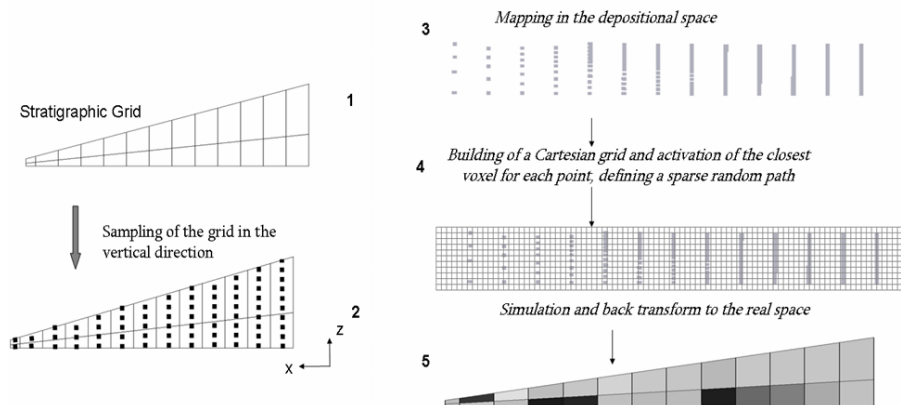 1
Stratigraphic Grid
Sampling of the grid in the
vertical direction
2
Z
X
3
Mapping in the depositional space
4
Building of a Cartesian grid and activation of the closest
voxel for each point, defining a sparse random path
Simulation and back transform to the real space
5